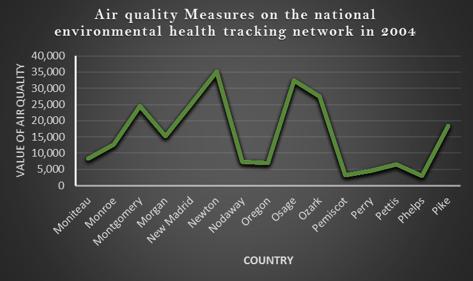 Air quality Measures on the national
environmental health tracking network in 2004
VALUE OF AIR QUALITY
40,000
35,000
30,000
25,000
20,000
15,000
10,000
5,000
0
Moniteau
Monroe
Montgomery
Morgan
New Madrid
Newton
Nodaway
Oregon
Osage
Ozark
Pemiscot
Perry
Pettis
Phelps
Pike
COUNTRY